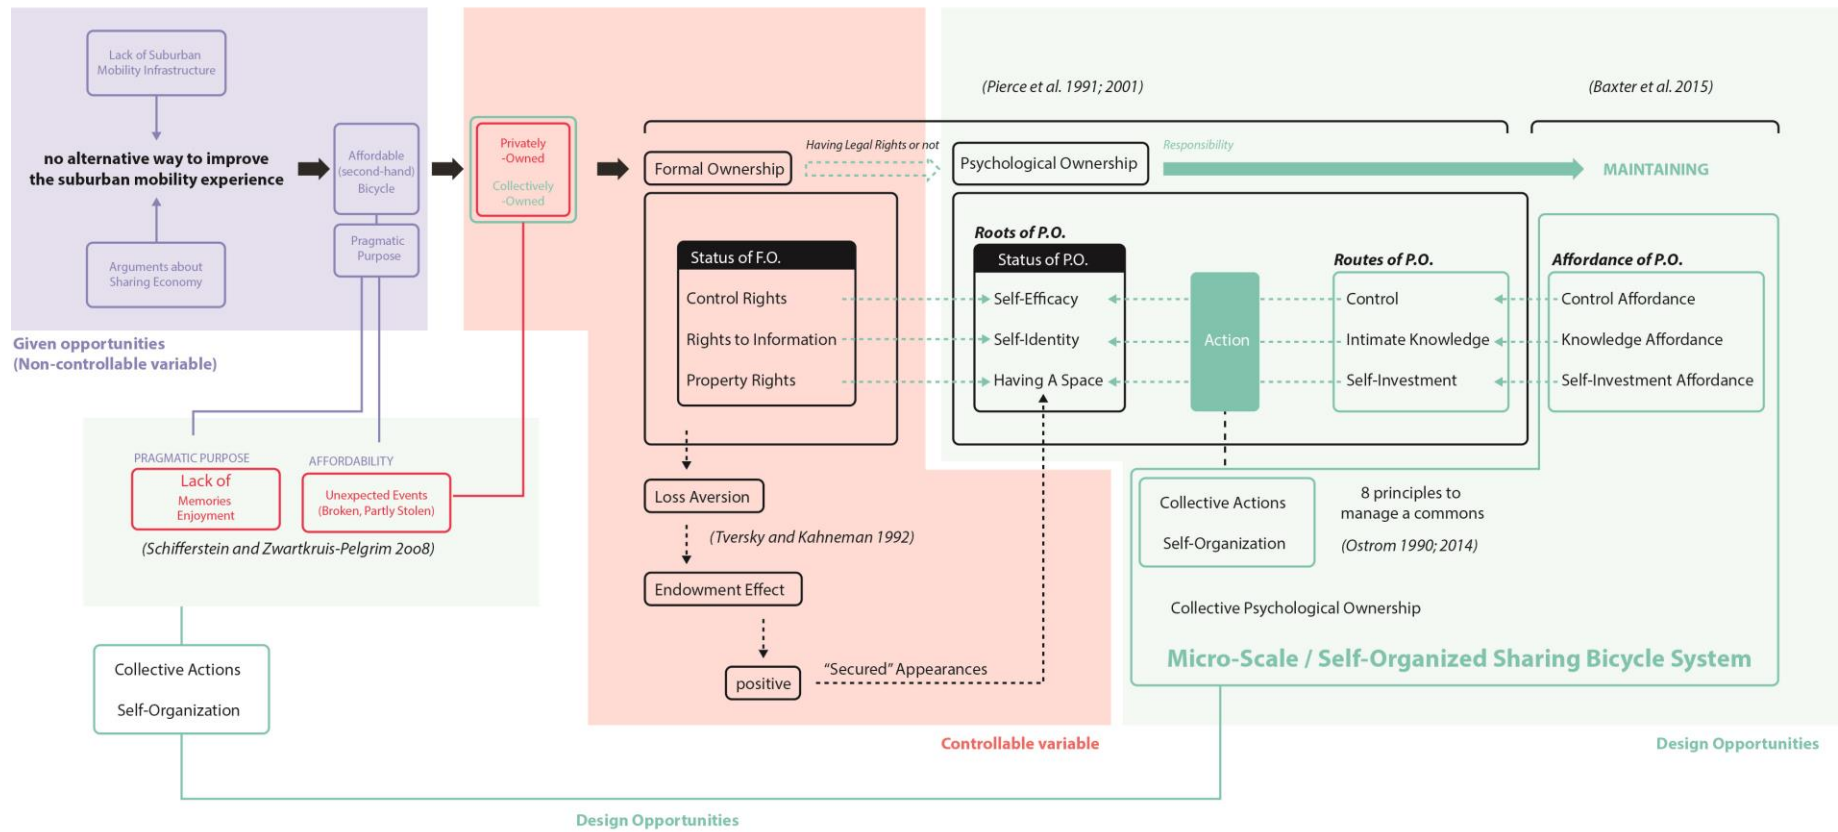 Lack of Suburban
Mobility Infrastructure
no alternative way to improve
the suburban mobility experience
Arguments about
Sharing Economy
Affordable
(second-hand)
Bicycle
Pragmatic
Purpose
Given opportunities
(Non-controllable variable)
PRAGMATIC PURPOSE
Lack of
Memories
Enjoyment
AFFORDABILITY
Unexpected Events
(Broken, Partly Stolen)
(Schifferstein and Zwartkruis-Pelgrim 2008)
Collective Actions
Self-Organization
Privately
-Owned
Collectively
-Owned
Formal Ownership
Having Legal Rights or not
Status of F.O.
Control Rights
Rights to Information
Property Rights
Loss Aversion
(Tversky and Kahneman 1992)
Endowment Effect
positive
"Secured" Appearances
Controllable variable
(Pierce et al. 1991; 2001)
(Baxter et al. 2015)
Psychological Ownership
Responsibility
MAINTAINING
Roots of P.O.
Status of P.O.
Self-Efficacy
Self-Identity
Having A Space
Action
Routes of P.O.
Control
Intimate Knowledge
Self-Investment
Affordance of P.O.
Control Affordance
Knowledge Affordance
Self-Investment Affordance
Collective Actions
Self-Organization
8 principles to
manage a commons
(Ostrom 1990; 2014)
Collective Psychological Ownership
Micro-Scale / Self-Organized Sharing Bicycle System
Design Opportunities
Design Opportunities